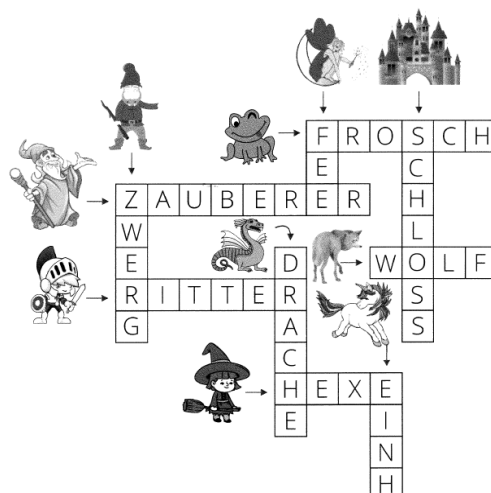 FROSCH
FEE
SCHLOSS
ZAUBERER
ZWERG
DRACHE
WOLF
RITTER
HEXE
EINH